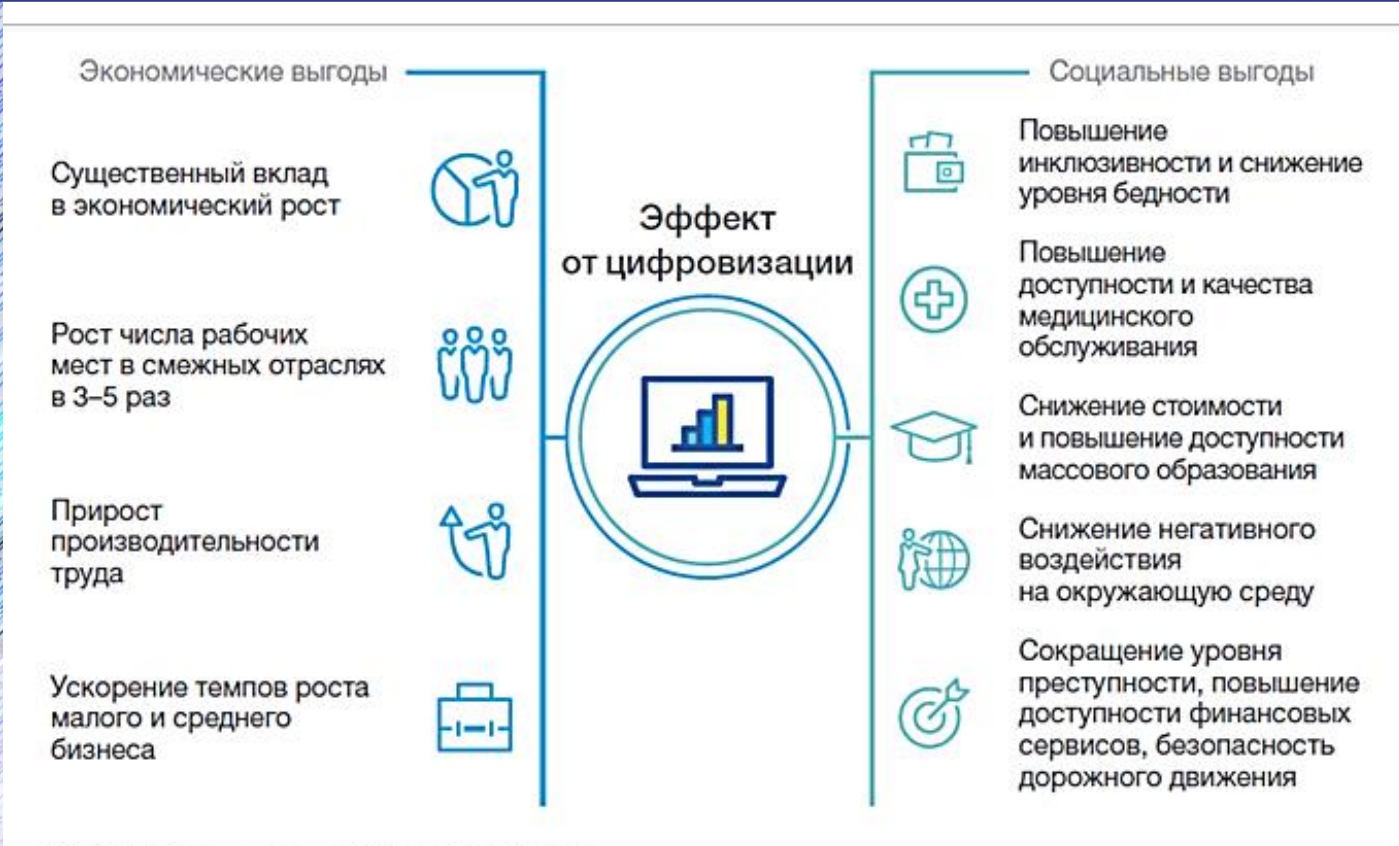 Экономические выгоды
Существенный вклад
в экономический рост
Рост числа рабочих
мест в смежных отраслях
в 3–5 раз
Прирост
производительности
труда
Ускорение темпов роста
малого и среднего
бизнеса
Эффект
от цифровизации
Социальные выгоды
Повышение
инклюзивности и снижение
уровня бедности
Повышение
доступности и качества
медицинского
обслуживания
Снижение стоимости
и повышение доступности
массового образования
Снижение негативного
воздействия
на окружающую среду
Сокращение уровня
преступности, повышение
доступности финансовых
сервисов, безопасность
дорожного движения